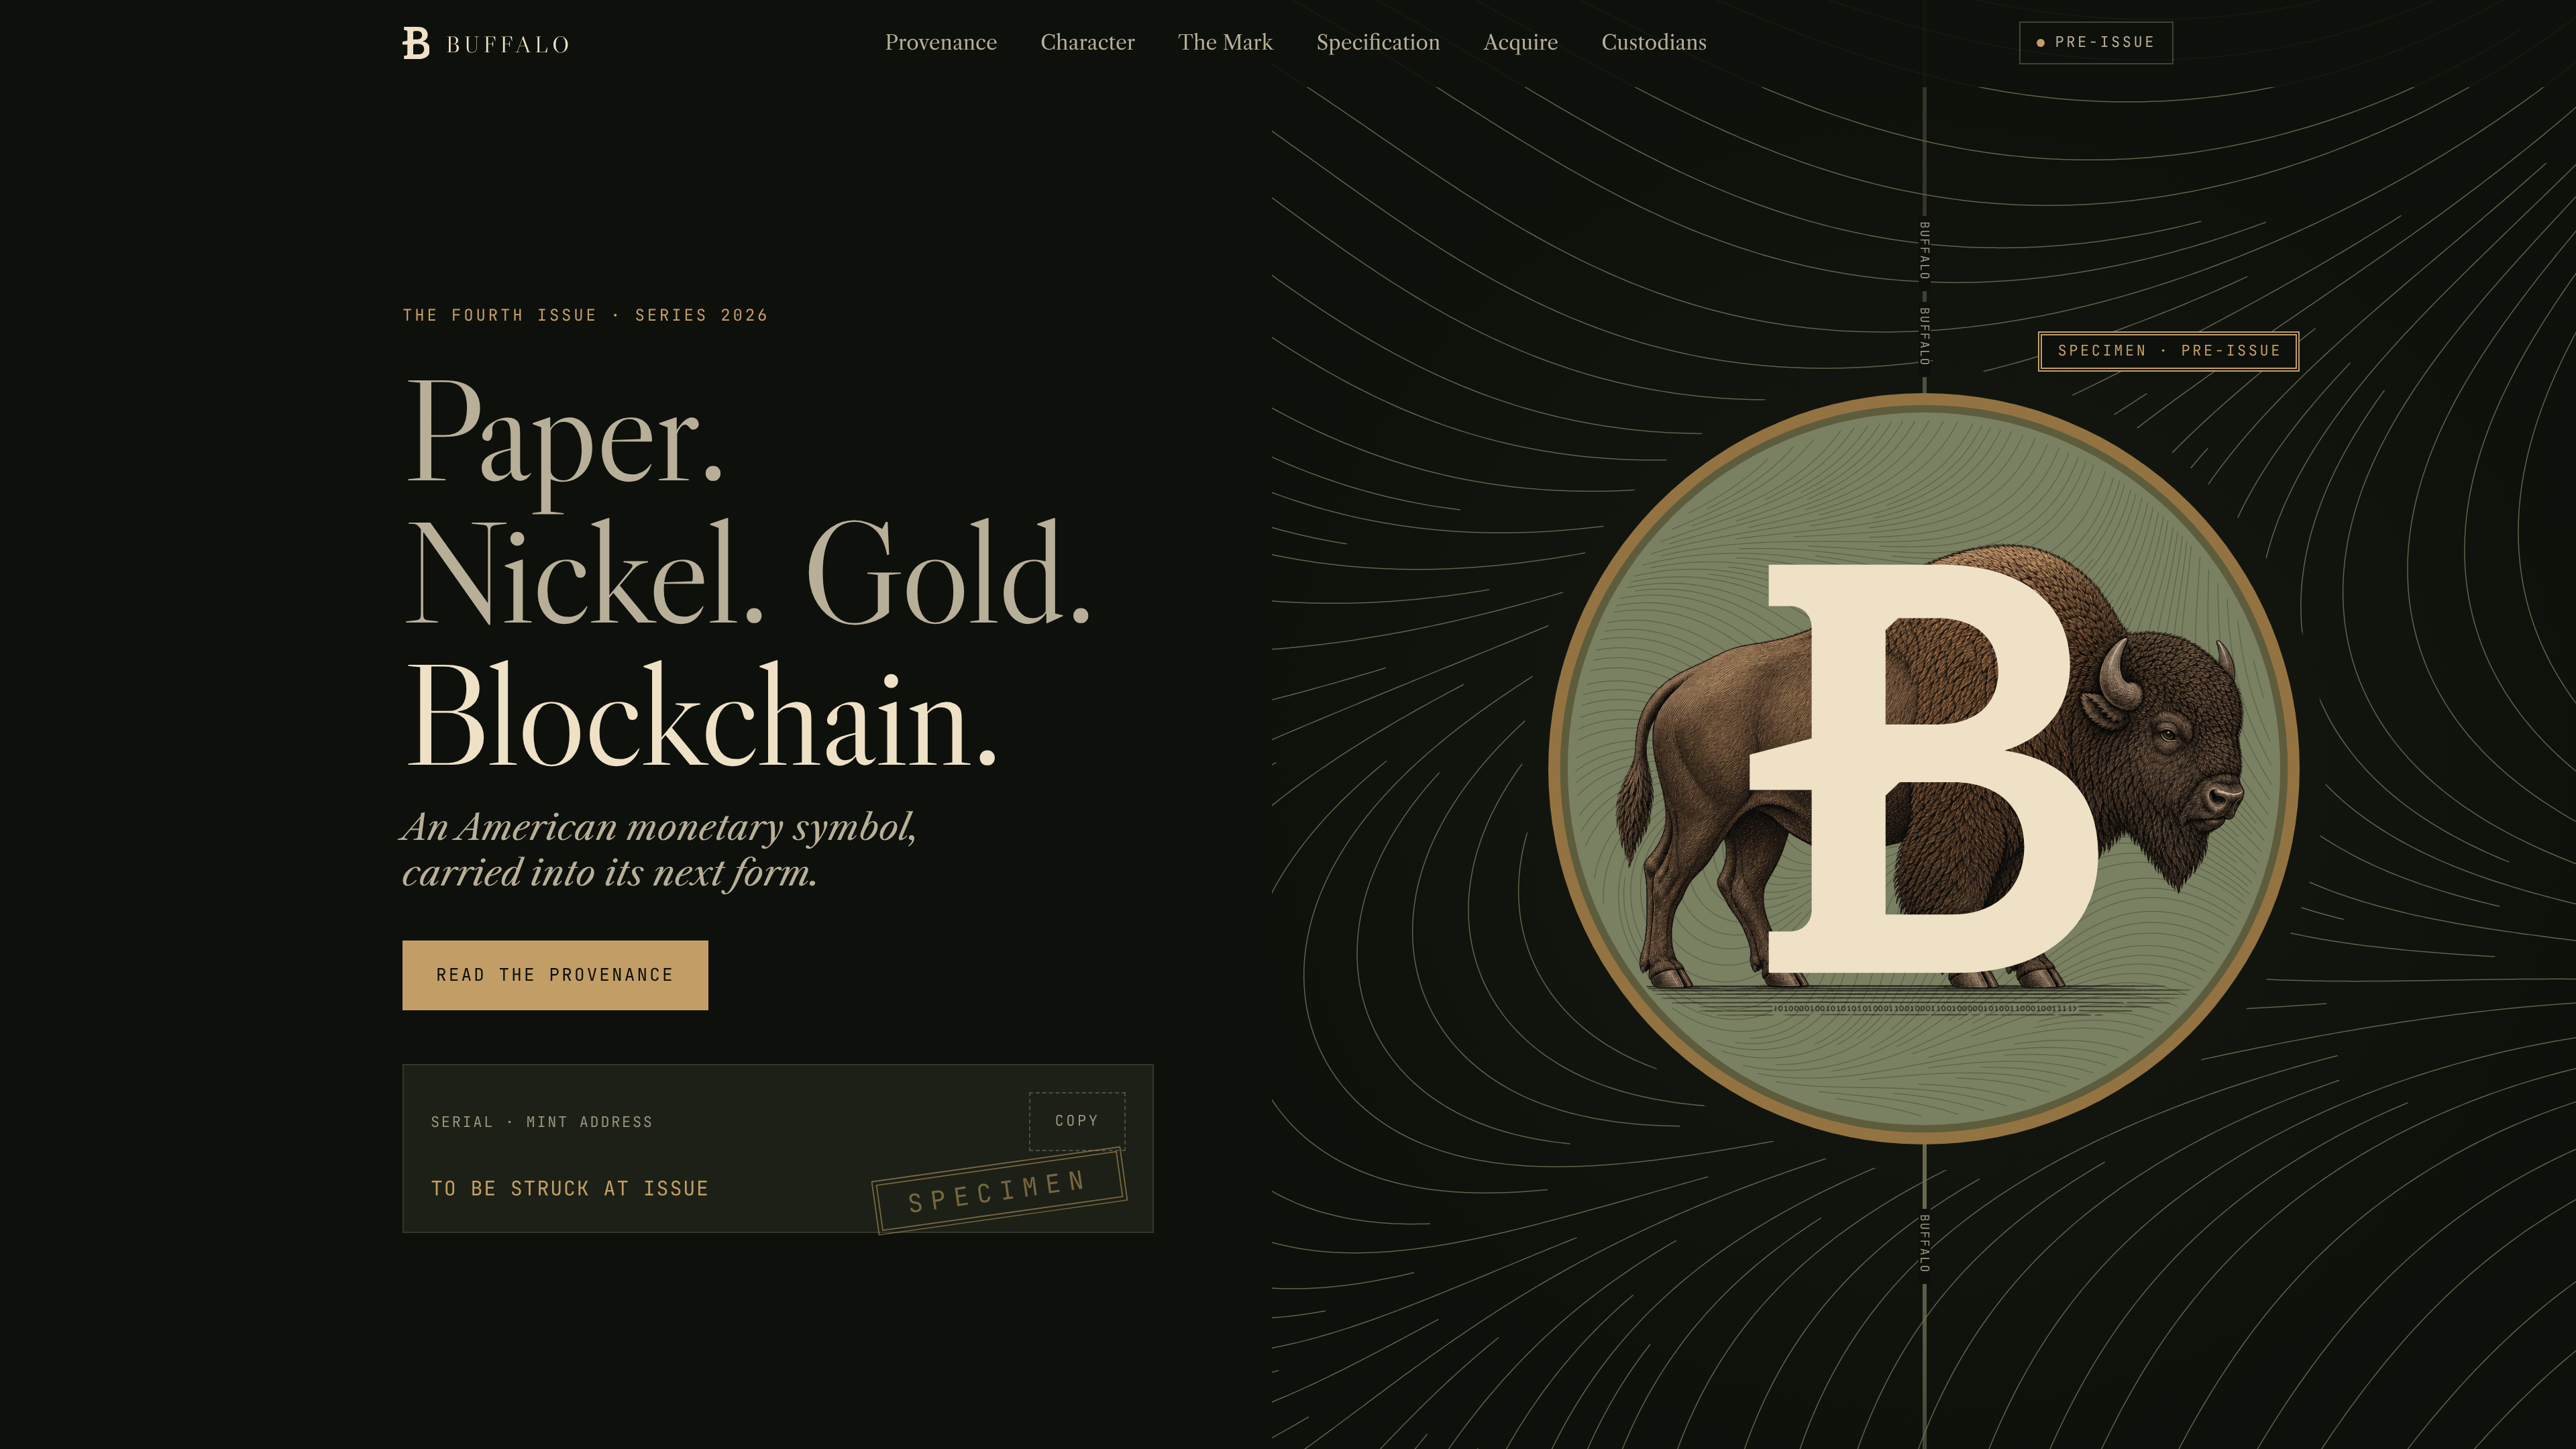 BUFFALO
Provenance
Character
The Mark
Specification
Acquire
Custodians
PRE-ISSUE
THE FOURTH ISSUE · SERIES 2026
Paper.
Nickel. Gold.
Blockchain.
An American monetary symbol,
carried into its next form.
READ THE PROVENANCE
SERIAL · MINT ADDRESS
COPY
TO BE STRUCK AT ISSUE
SPECIMEN
BUFFALO
BUFFALO
SPECIMEN · PRE-ISSUE
B
BUFFALO